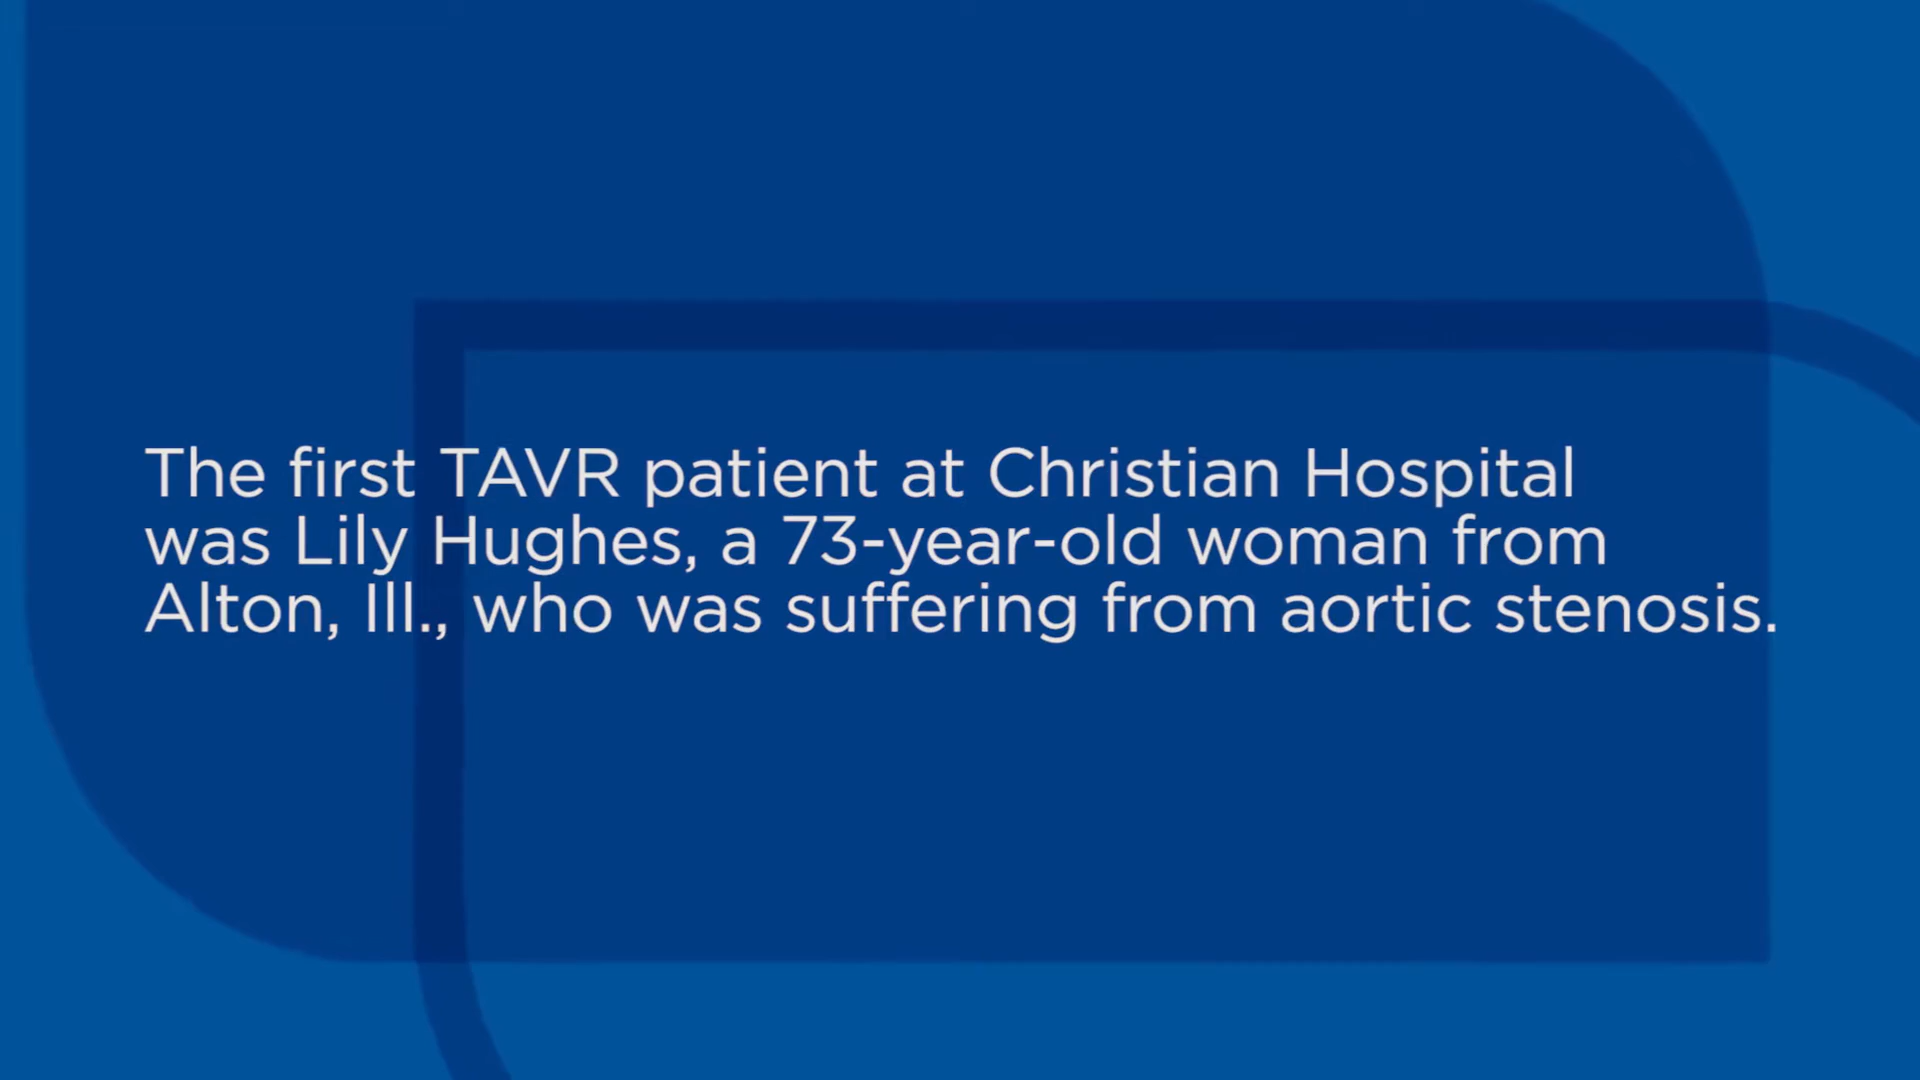 The first TAVR patient at Christian Hospital
was Lily Hughes, a 73-year-old woman from
Alton, Ill., who was suffering from aortic stenosis.